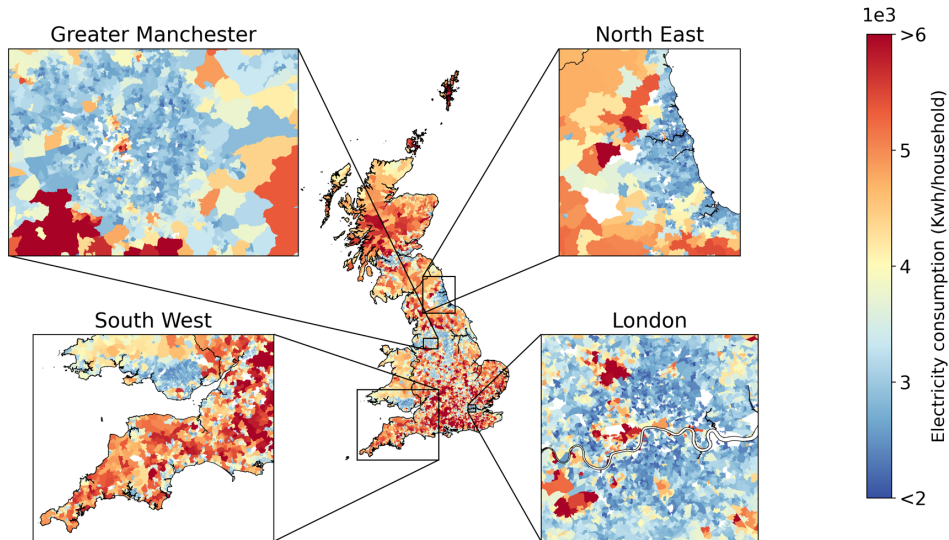 Greater Manchester
North East
South West
London
1e3
>6
5
4
3
<2
Electricity consumption (Kwh/household)